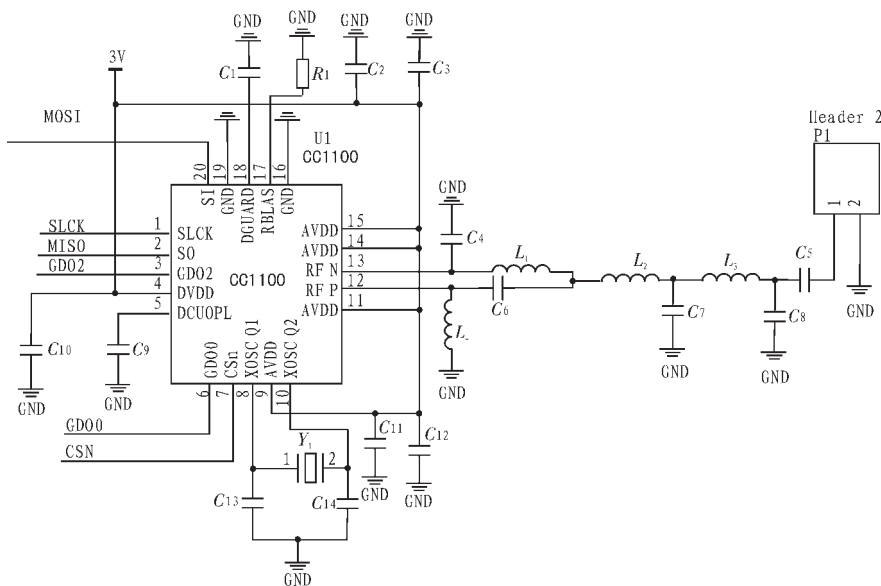 GND
GND
GND
GND
3V
C1
R1
C2
C3
MOSI
U1
CC1100
Header 2
P1
20
19
18
17
16
SI
GND
DGUARD
RBLAS
GND
1
2
GND
SLCK
1
SLCK
AVDD
15
MISO
2
SO
AVDD
14
GDO2
3
GDO2
CC1100
RF N
13
4
DVDD
RF P
12
5
DCUOPL
AVDD
11
C4
L1
L2
L3
C5
C6
C7
C8
GND
GND
GND
GND
C10
C9
GND
GND
GDO0
CSn
XOSC Q1
AVDD
XOSC Q2
6
7
8
9
10
GDO0
CSN
Y1
1
2
C11
C12
GND
GND
C13
C14
GND